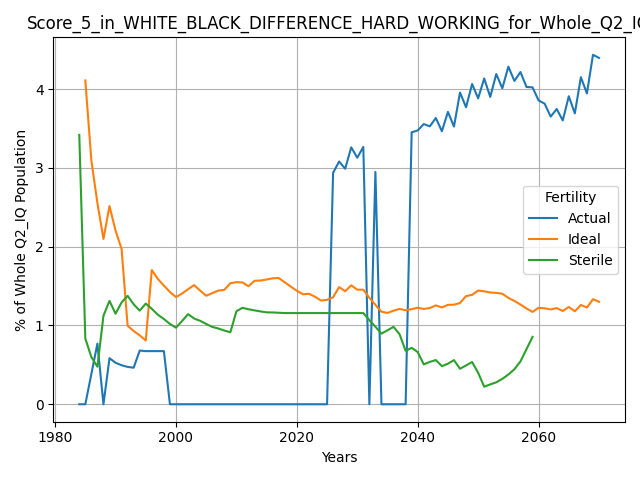 Score_5_in_WHITE_BLACK_DIFFERENCE_HARD_WORKING_for_Whole_Q2_IQ
4
3
2
1
0
% of Whole Q2_IQ Population
Fertility
Actual
Ideal
Sterile
1980 2000 2020 2040 2060
Years